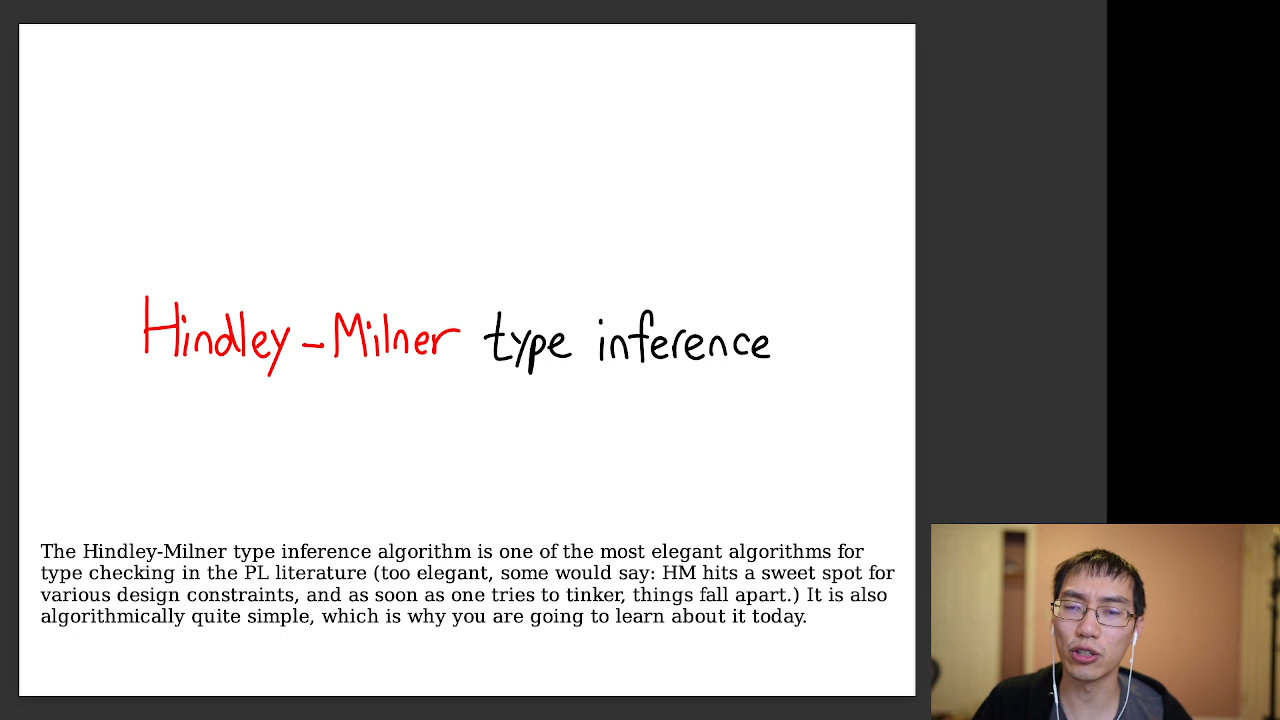 Hindley-Milner type inference
The Hindley-Milner type inference algorithm is one of the most elegant algorithms for
type checking in the PL literature (too elegant, some would say: HM hits a sweet spot for
various design constraints, and as soon as one tries to tinker, things fall apart.) It is also
algorithmically quite simple, which is why you are going to learn about it today.